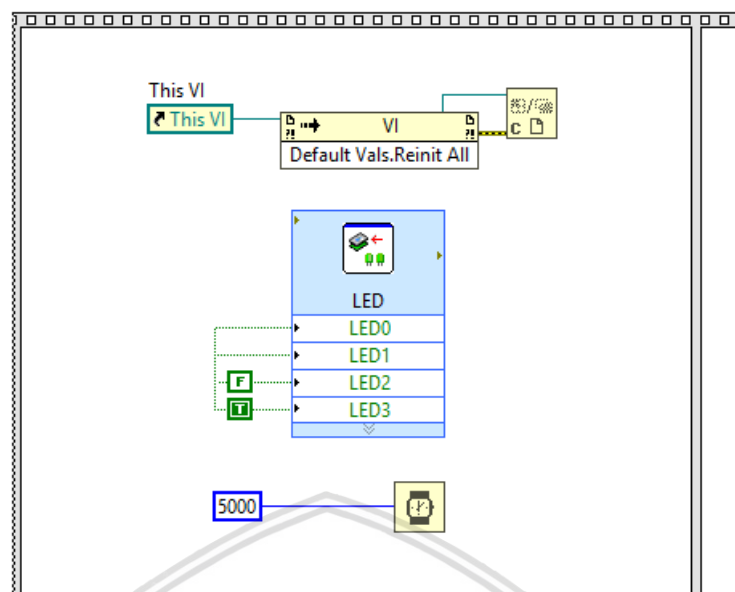 This VI
This VI
VI
Default Vals.Reinit All
C
LED
LED0
LED1
F
LED2
T
LED3
5000